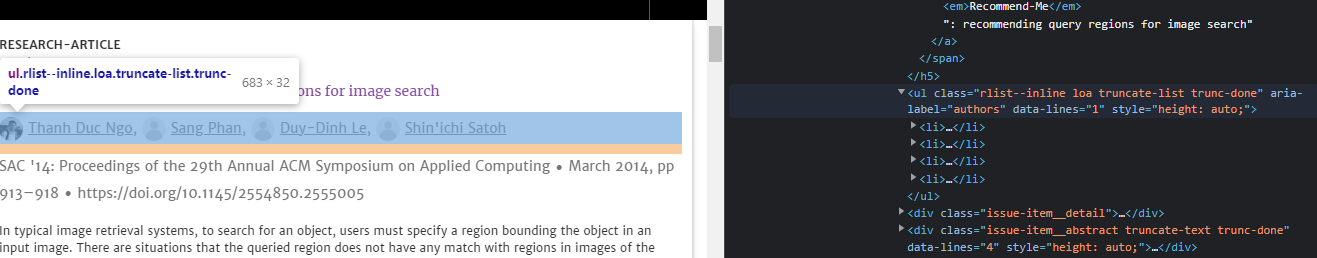 RESEARCH-ARTICLE
ul.rlist--inline.loa.truncate-list.trunc-
done 683 × 32
ons for image search
Thanh Duc Ngo, Sang Phan, Duy-Dinh Le, Shin'ichi Satoh
SAC '14: Proceedings of the 29th Annual ACM Symposium on Applied Computing • March 2014, pp
913–918 • https://doi.org/10.1145/2554850.2555005
In typical image retrieval systems, to search for an object, users must specify a region bounding the object in an
input image. There are situations that the queried region does not have any match with regions in images of the
<em>Recommend-Me</em>
": recommending query regions for image search"
</a>
</span>
</h5>
<ul class="rlist--inline loa truncate-list trunc-done" aria-
label="authors" data-lines="1" style="height: auto;">
<li>…</li>
<li>…</li>
<li>…</li>
<li>…</li>
</ul>
<div class="issue-item__detail">…</div>
<div class="issue-item__abstract truncate-text trunc-done"
data-lines="4" style="height: auto;">…</div>